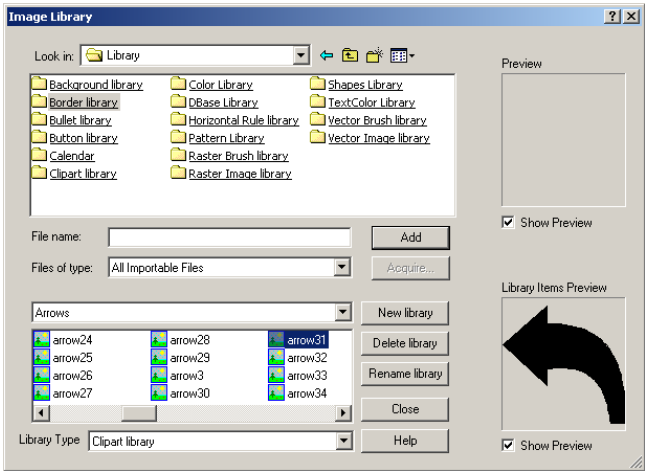 Image Library
Look in: Library
Preview
Background library Color Library Shapes Library
Border library DBase Library TextColor Library
Bullet library Horizontal Rule library Vector Brush library
Button library Pattern Library Vector Image library
Calendar Raster Brush library
Clipart library Raster Image library
Show Preview
File name: Add
Files of type: All Importable Files Acquire...
Library Items Preview
Arrows New library
arrow24 arrow28 arrow31
Delete library
arrow25 arrow29 arrow32
arrow26 arrow3 arrow33
Rename library
arrow27 arrow30 arrow34
Close
Library Type Clipart library Help
Show Preview